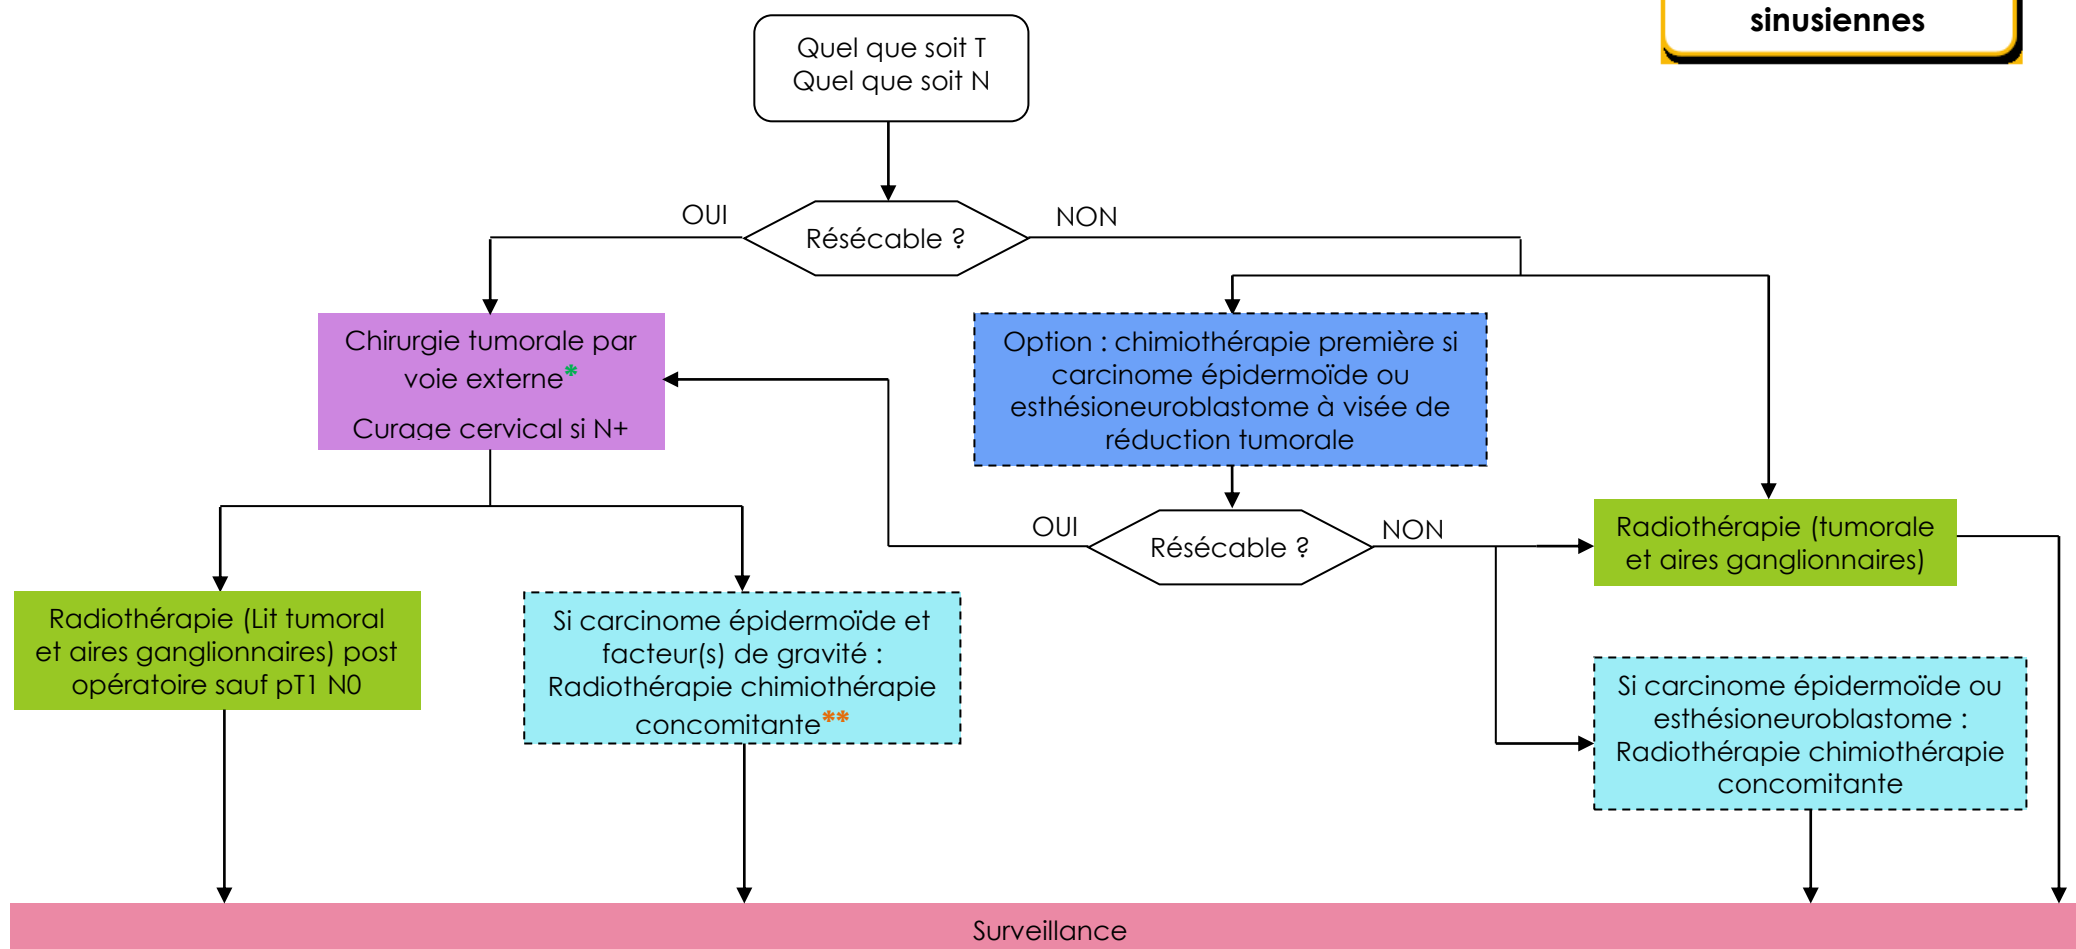 sinusiennes
Quel que soit T
Quel que soit N
OUI
NON
Résécable ?
Chirurgie tumorale par
voie externe*
Curage cervical si N+
Option : chimiothérapie première si
carcinome épidermoïde ou
esthésioneuroblastome à visée de
réduction tumorale
OUI
NON
Résécable ?
Radiothérapie (tumorale
et aires ganglionnaires)
Radiothérapie (Lit tumoral
et aires ganglionnaires) post
opératoire sauf pT1 N0
Si carcinome épidermoïde et
facteur(s) de gravité :
Radiothérapie chimiothérapie
concomitante**
Si carcinome épidermoïde ou
esthésioneuroblastome :
Radiothérapie chimiothérapie
concomitante
Surveillance